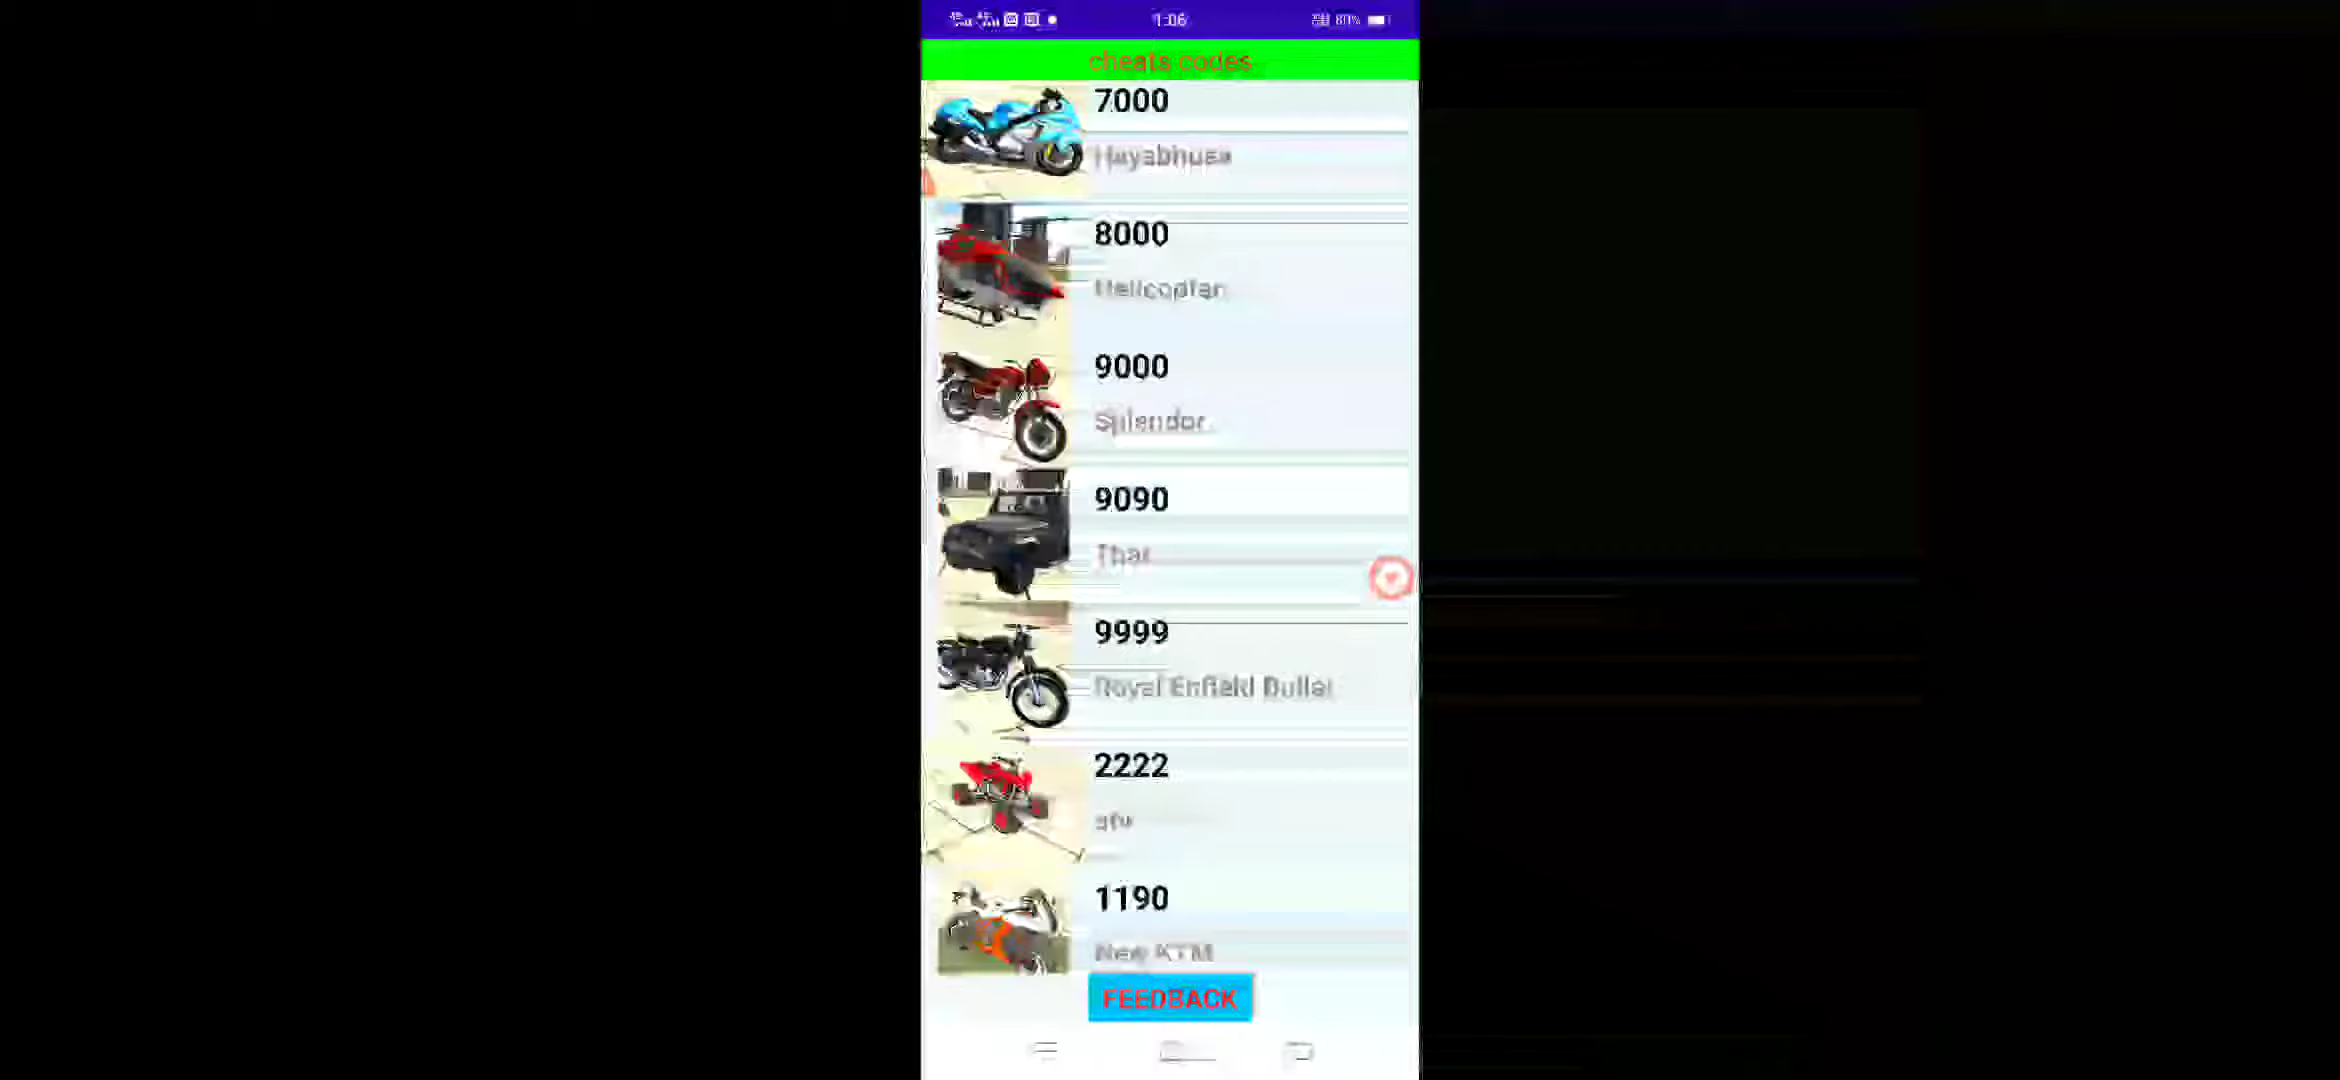 1:06
80%
cheats codes
7000
Hayabhusa
8000
Helicopter
9000
Splendor
9090
Thar
9999
Royal Enfield Bullet
2222
atv
1190
New KTM
FEEDBACK